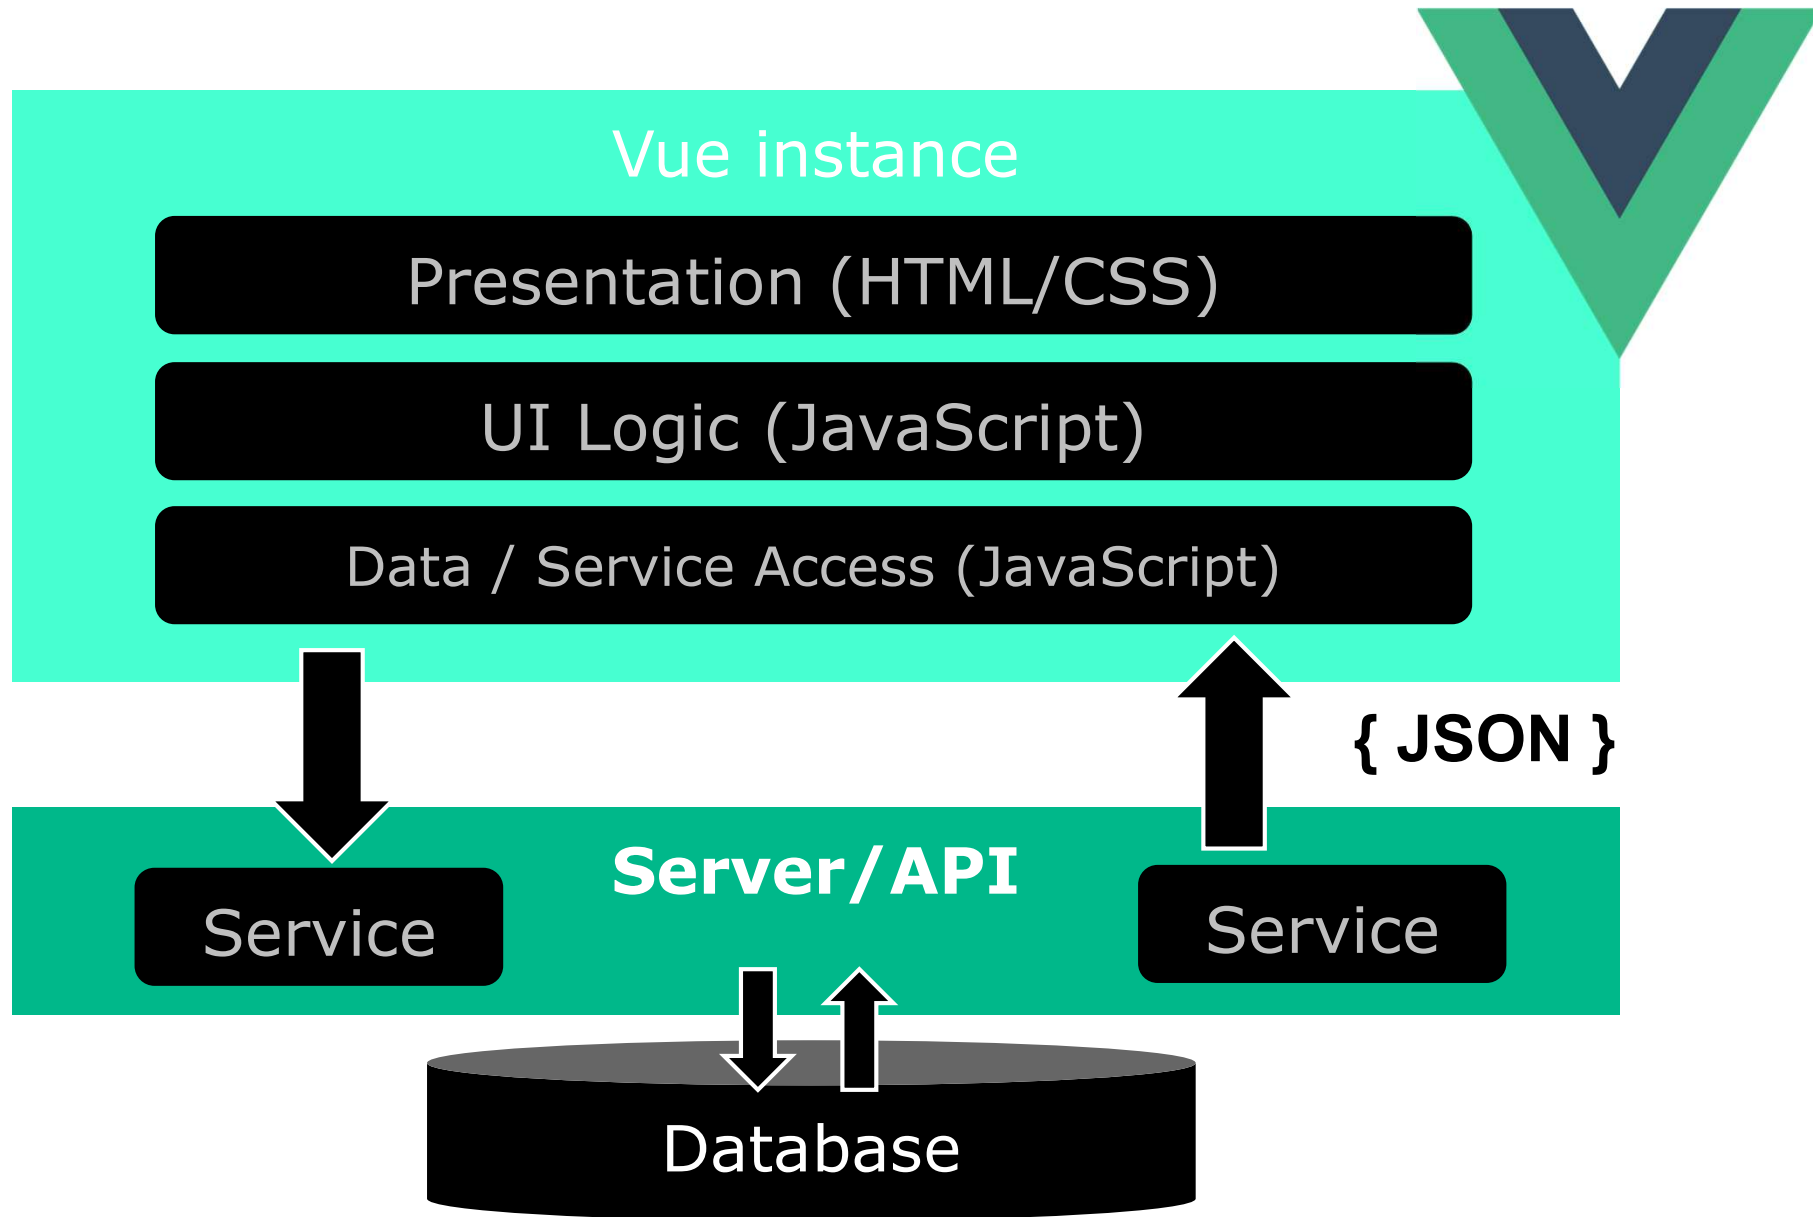 Vue instance
Presentation (HTML/CSS)
UI Logic (JavaScript)
Data / Service Access (JavaScript)
{ JSON }
Server/API
Service
Service
Database